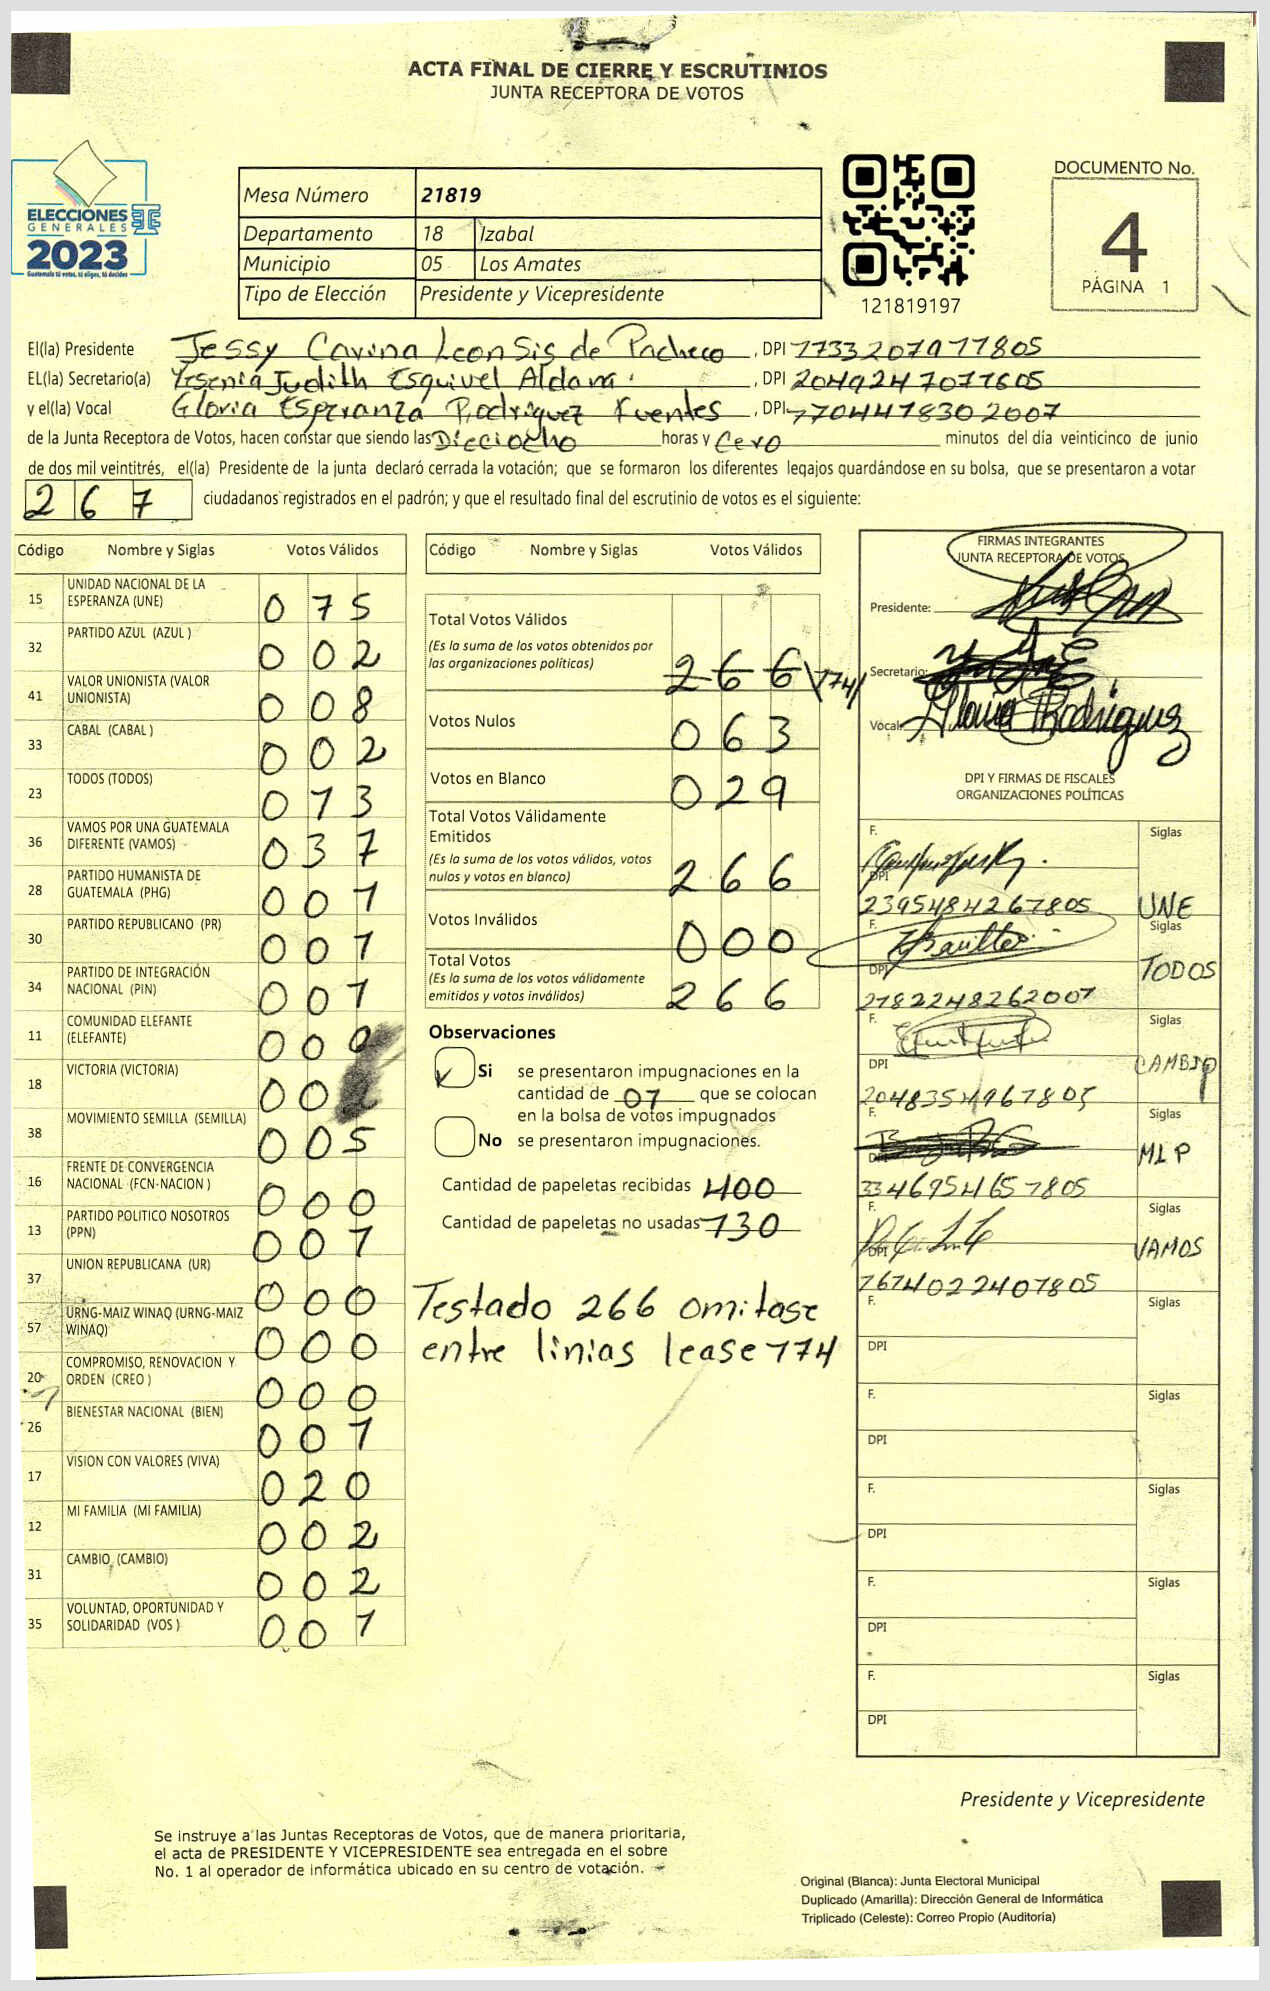 ACTA FINAL DE CIERRE Y ESCRUTINIOS
JUNTA RECEPTORA DE VOTOS
ELECCIONES
GENERALES
2023
Guatemala tú votas, tú eliges, tú decides
Mesa Número 21819
Departamento 18 Izabal
Municipio 05 Los Amates
Tipo de Elección Presidente y Vicepresidente
121819197
DOCUMENTO No.
4
PÁGINA 1
El(la) Presidente Jessy Carina Leon Sis de Pacheco, DPI 1733207971805
EL(la) Secretario(a) Yesenia Judith Esquivel Aldana, DPI 2049247071605
y el(la) Vocal Gloria Esperanza Rodriguez Fuentes, DPI 1704418302007
de la Junta Receptora de Votos, hacen constar que siendo las Dieciocho horas y Cero minutos del día veinticinco de junio
de dos mil veintitrés, el(la) Presidente de la junta declaró cerrada la votación; que se formaron los diferentes legajos guardándose en su bolsa, que se presentaron a votar
267 ciudadanos registrados en el padrón; y que el resultado final del escrutinio de votos es el siguiente:
Código Nombre y Siglas Votos Válidos
15 UNIDAD NACIONAL DE LA
ESPERANZA (UNE) 075
32 PARTIDO AZUL (AZUL ) 002
41 VALOR UNIONISTA (VALOR
UNIONISTA) 008
33 CABAL (CABAL ) 002
23 TODOS (TODOS) 013
36 VAMOS POR UNA GUATEMALA
DIFERENTE (VAMOS) 037
28 PARTIDO HUMANISTA DE
GUATEMALA (PHG) 001
30 PARTIDO REPUBLICANO (PR) 001
34 PARTIDO DE INTEGRACIÓN
NACIONAL (PIN) 001
11 COMUNIDAD ELEFANTE
(ELEFANTE) 000
18 VICTORIA (VICTORIA) 002
38 MOVIMIENTO SEMILLA (SEMILLA) 005
16 FRENTE DE CONVERGENCIA
NACIONAL (FCN-NACION ) 000
13 PARTIDO POLITICO NOSOTROS
(PPN) 001
37 UNION REPUBLICANA (UR) 000
57 URNG-MAIZ WINAQ (URNG-MAIZ
WINAQ) 000
20 COMPROMISO, RENOVACION Y
ORDEN (CREO ) 000
26 BIENESTAR NACIONAL (BIEN) 001
17 VISION CON VALORES (VIVA) 020
12 MI FAMILIA (MI FAMILIA) 002
31 CAMBIO (CAMBIO) 002
35 VOLUNTAD, OPORTUNIDAD Y
SOLIDARIDAD (VOS ) 001
Código Nombre y Siglas Votos Válidos
Total Votos Válidos
(Es la suma de los votos obtenidos por
las organizaciones políticas) 266 \174/
Votos Nulos 063
Votos en Blanco 029
Total Votos Válidamente
Emitidos
(Es la suma de los votos válidos, votos
nulos y votos en blanco) 266
Votos Inválidos 000
Total Votos
(Es la suma de los votos válidamente
emitidos y votos inválidos) 266
Observaciones
Si se presentaron impugnaciones en la
cantidad de 01 que se colocan
en la bolsa de votos impugnados
No se presentaron impugnaciones.
Cantidad de papeletas recibidas 400
Cantidad de papeletas no usadas 130
Testado 266 omitase
entre linias lease 174
FIRMAS INTEGRANTES
JUNTA RECEPTORA DE VOTOS
Presidente:
Secretario:
Vocal: Gloria Rodriguez
DPI Y FIRMAS DE FISCALES
ORGANIZACIONES POLÍTICAS
F. Siglas
DPI
2395484267805 UNE
F. Siglas
DPI TODOS
2782248262007
F. Siglas
DPI CAMBIO
2048354961805
F. Siglas
DPI MLP
3346954651805
F. Siglas
DPI VAMOS
1674022401805
F. Siglas
DPI
F. Siglas
DPI
F. Siglas
DPI
F. Siglas
DPI
F. Siglas
DPI
Presidente y Vicepresidente
Se instruye a las Juntas Receptoras de Votos, que de manera prioritaria,
el acta de PRESIDENTE Y VICEPRESIDENTE sea entregada en el sobre
No. 1 al operador de informática ubicado en su centro de votación.
Original (Blanca): Junta Electoral Municipal
Duplicado (Amarilla): Dirección General de Informática
Triplicado (Celeste): Correo Propio (Auditoría)